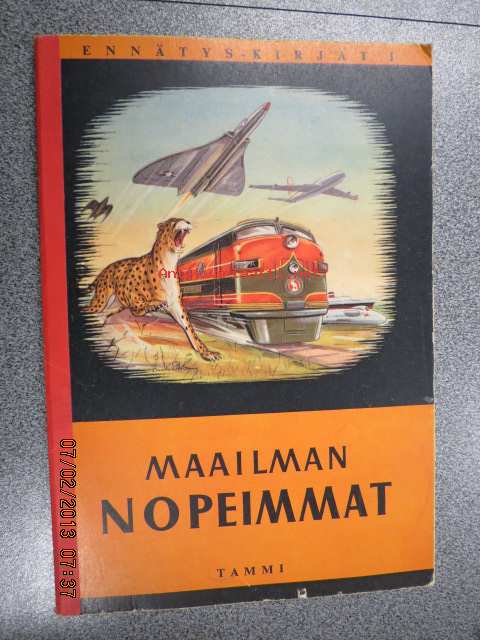 ENNÄTYS-KIRJAT 1
MAAILMAN
NOPEIMMAT
TAMMI
07/02/2013 07:37